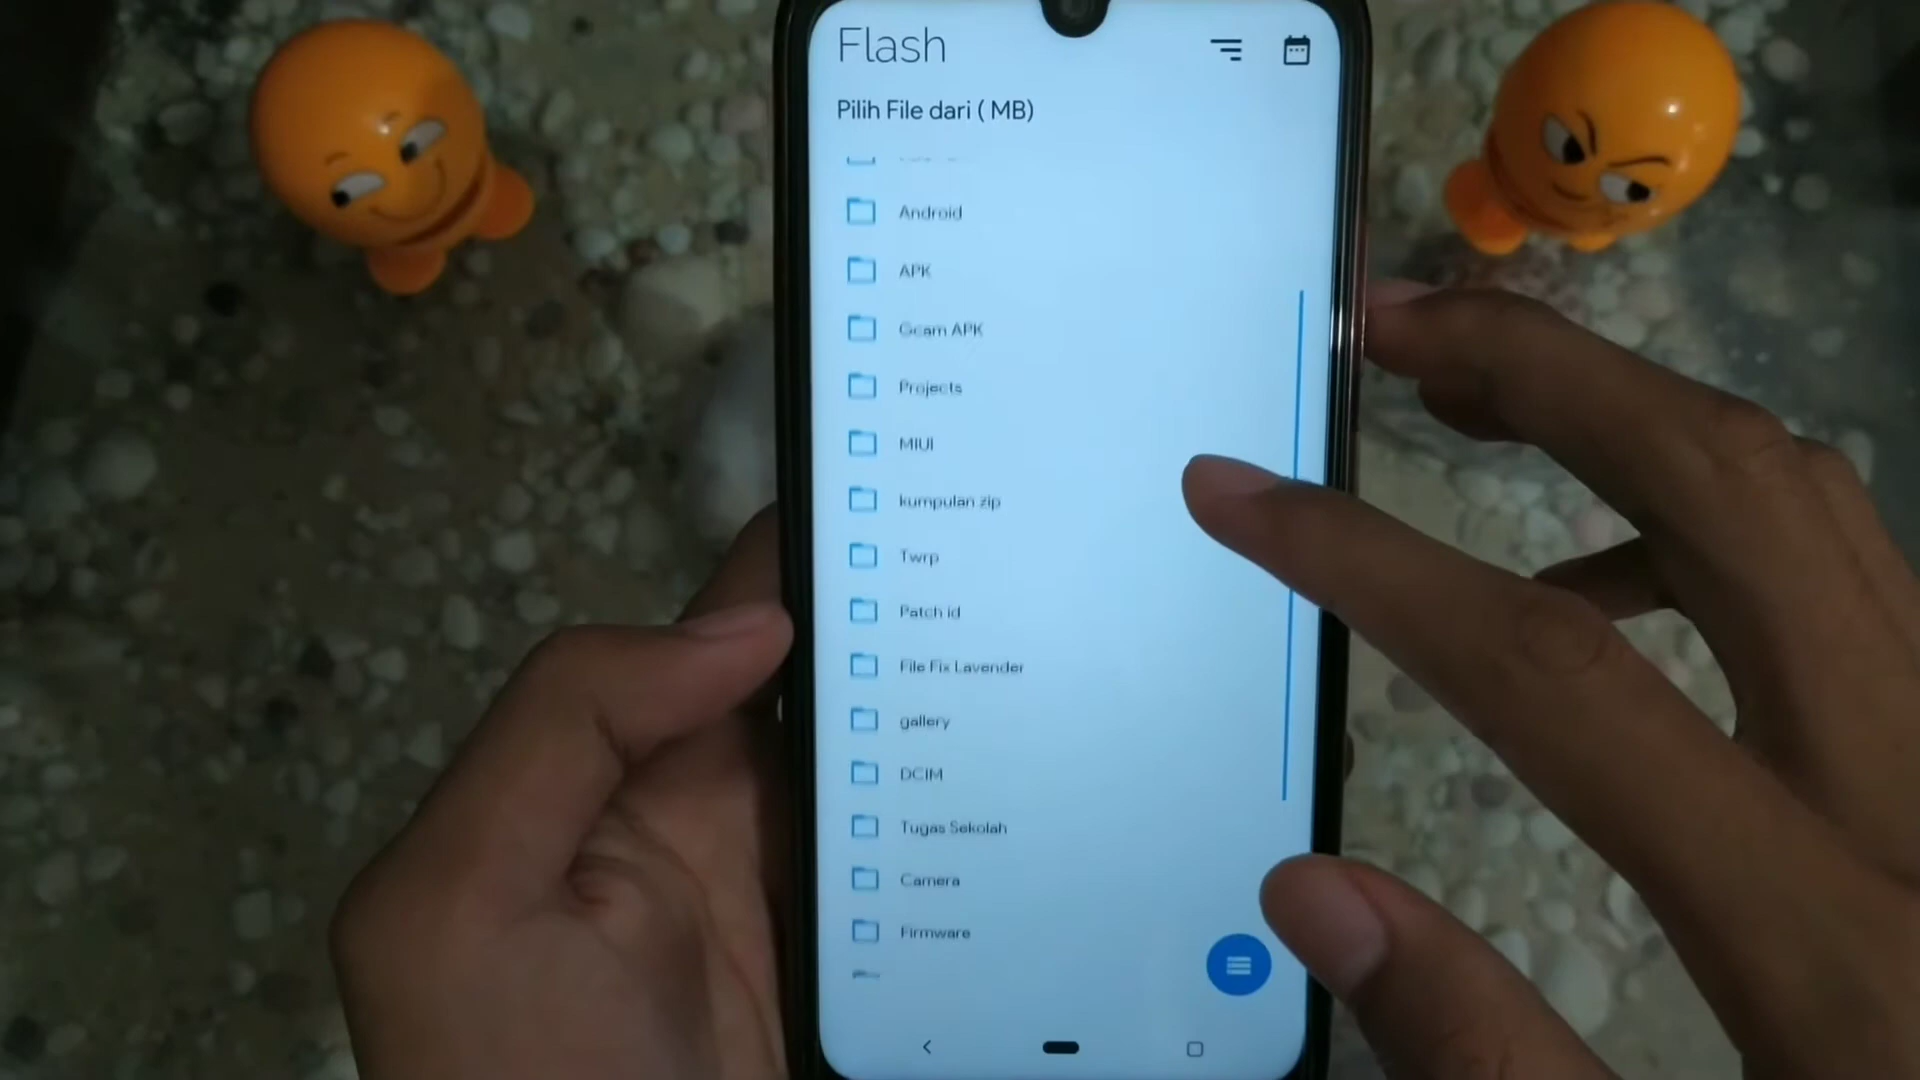 Flash
Pilih File dari ( MB)
Android
APK
Gcam APK
Projects
MIUI
kumpulan zip
Twrp
Patch id
File Fix Lavender
gallery
DCIM
Tugas Sekolah
Camera
Firmware